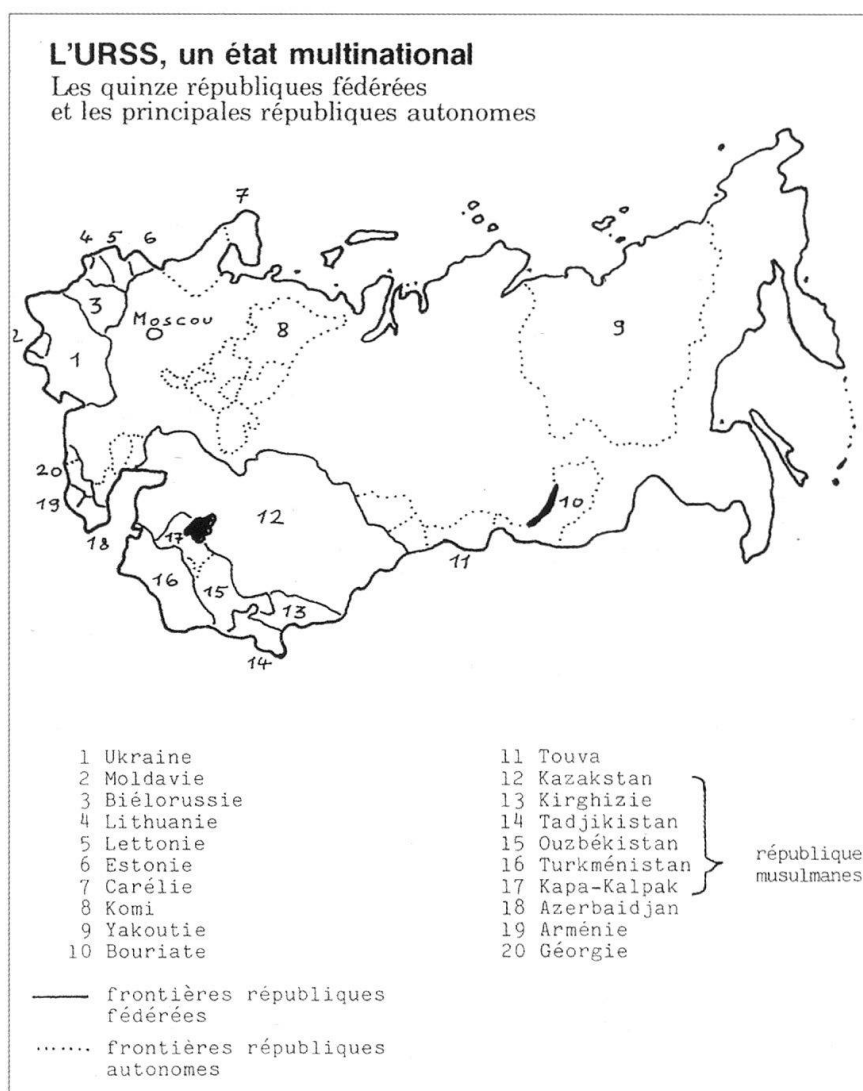 L'URSS, un état multinational
Les quinze républiques fédérées
et les principales républiques autonomes
7
4 5 6
3
Moscou
8
9
2
1
20
19
18
12
10
17
11
16
15
13
14
1 Ukraine
2 Moldavie
3 Biélorussie
4 Lithuanie
5 Lettonie
6 Estonie
7 Carélie
8 Komi
9 Yakoutie
10 Bouriate
11 Touva
12 Kazakstan
13 Kirghizie
14 Tadjikistan
15 Ouzbékistan
16 Turkménistan
17 Kapa-Kalpak
18 Azerbaidjan
19 Arménie
20 Géorgie
république
musulmanes
frontières républiques
fédérées
frontières républiques
autonomes